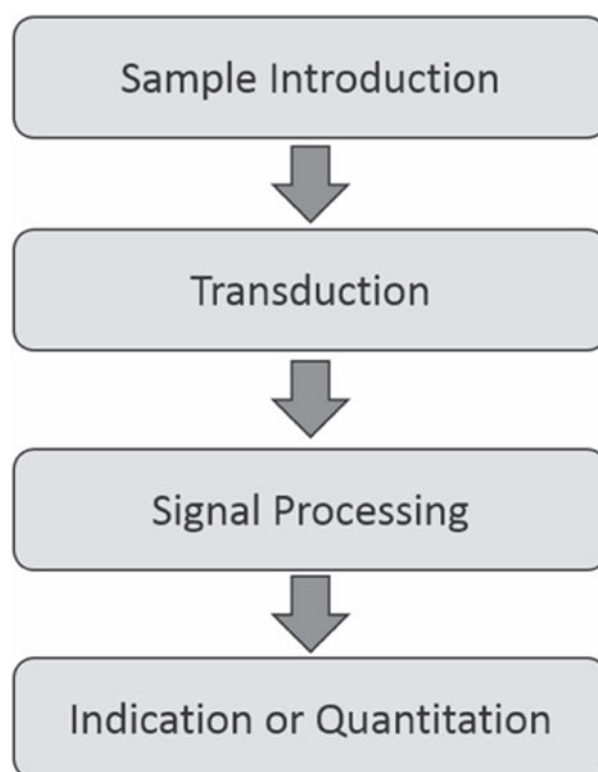 Sample Introduction
Transduction
Signal Processing
Indication or Quantitation